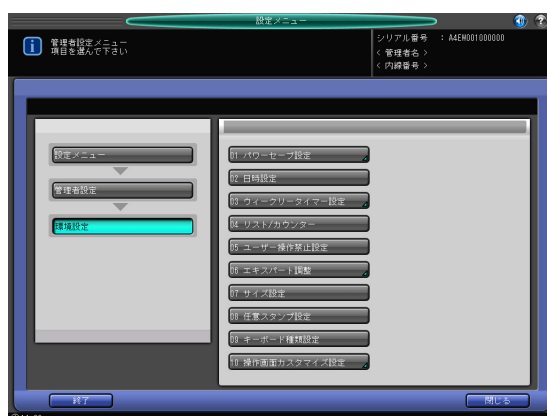 設定メニュー
管理者設定メニュー
項目を選んで下さい
シリアル番号 : A4EM001000000
< 管理者名 >
< 内線番号 >
設定メニュー
管理者設定
環境設定
01 パワーセーブ設定
02 日時設定
03 ウィークリータイマー設定
04 リスト/カウンター
05 ユーザー操作禁止設定
06 エキスパート調整
07 サイズ設定
08 任意スタンプ設定
09 キーボード種類設定
10 操作画面カスタマイズ設定
終了
閉じる